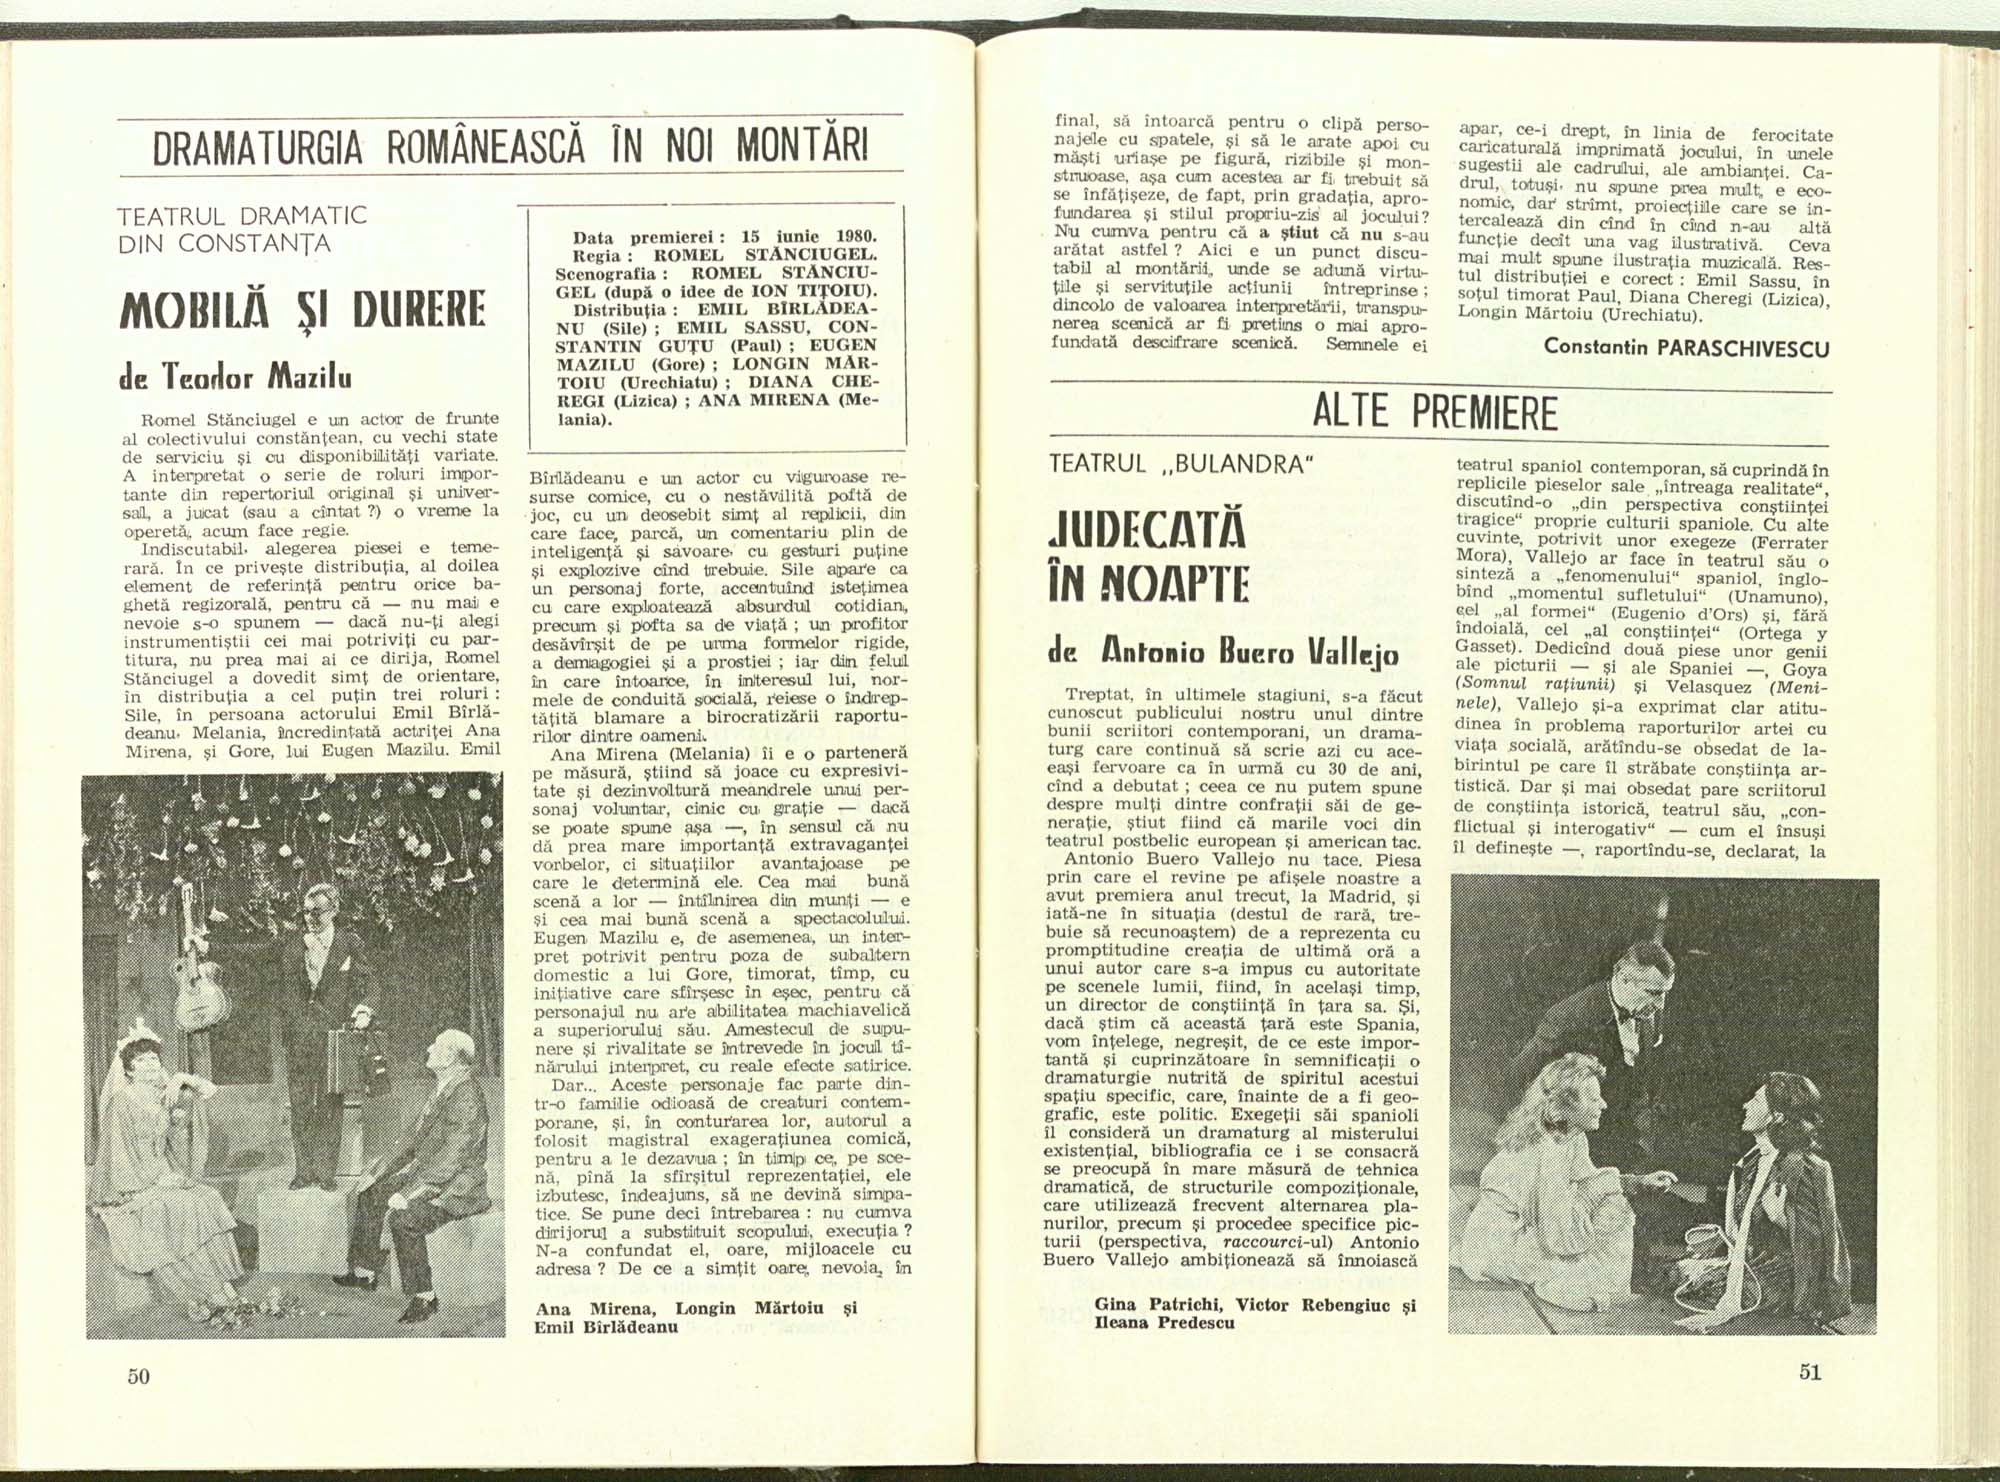 DRAMATURGIA ROMÂNEASCĂ ÎN NOI MONTĂRI
TEATRUL DRAMATIC
DIN CONSTANȚA
MOBILĂ ȘI DURERE
de Teodor Mazilu
Romel Stănciugel e un actor de frunte
al colectivului constănțean, cu vechi state
de serviciu și cu disponibilități variate.
A interpretat o serie de roluri impor-
tante din repertoriul original și univer-
sal, a jucat (sau a cîntat ?) o vreme la
operetă, acum face regie.
Indiscutabil, alegerea piesei e teme-
rară. În ce privește distribuția, al doilea
element de referință pentru orice ba-
ghetă regizorală, pentru că — nu mai e
nevoie s-o spunem — dacă nu-ți alegi
instrumentiștii cei mai potriviți cu par-
titura, nu prea mai ai ce dirija, Romel
Stănciugel a dovedit simț de orientare,
în distribuția a cel puțin trei roluri :
Sile, în persoana actorului Emil Bîrlă-
deanu, Melania, încredințată actriței Ana
Mirena, și Gore, lui Eugen Mazilu. Emil
Data premierei : 15 iunie 1980.
Regia : ROMEL STĂNCIUGEL.
Scenografia : ROMEL STĂNCIU-
GEL (după o idee de ION TIȚOIU).
Distribuția : EMIL BÎRLĂDEA-
NU (Sile) ; EMIL SASSU, CON-
STANTIN GUȚU (Paul) ; EUGEN
MAZILU (Gore) ; LONGIN MĂR-
TOIU (Urechiatu) ; DIANA CHE-
REGI (Lizica) ; ANA MIRENA (Me-
lania).
Bîrlădeanu e un actor cu viguroase re-
surse comice, cu o nestăvilită poftă de
joc, cu un deosebit simț al replicii, din
care face, parcă, un comentariu plin de
inteligență și savoare, cu gesturi puține
și explozive cînd trebuie. Sile apare ca
un personaj forte, accentuînd istețimea
cu care exploatează absurdul cotidian,
precum și pofta sa de viață ; un profitor
desăvîrșit de pe urma formelor rigide,
a demagogiei și a prostiei ; iar din felul
în care întoarce, în interesul lui, nor-
mele de conduită socială, reiese o îndrep-
tățită blamare a birocratizării raportu-
rilor dintre oameni.
Ana Mirena (Melania) îi e o parteneră
pe măsură, știind să joace cu expresivi-
tate și dezinvoltură meandrele unui per-
sonaj voluntar, cinic cu grație — dacă
se poate spune așa —, în sensul că nu
dă prea mare importanță extravaganței
vorbelor, ci situațiilor avantajoase pe
care le determină ele. Cea mai bună
scenă a lor — întîlnirea din munți — e
și cea mai bună scenă a spectacolului.
Eugen Mazilu e, de asemenea, un inter-
pret potrivit pentru poza de subaltern
domestic a lui Gore, timorat, tîmp, cu
inițiative care sfîrșesc în eșec, pentru că
personajul nu are abilitatea machiavelică
a superiorului său. Amestecul de supu-
nere și rivalitate se întrevede în jocul tî-
nărului interpret, cu reale efecte satirice.
Dar... Aceste personaje fac parte din-
tr-o familie odioasă de creaturi contem-
porane, și, în conturarea lor, autorul a
folosit magistral exagerațiunea comică,
pentru a le dezavua ; în timp ce, pe sce-
nă, pînă la sfîrșitul reprezentației, ele
izbutesc, îndeajuns, să ne devină simpa-
tice. Se pune deci întrebarea : nu cumva
dirijorul a substituit scopului, execuția ?
N-a confundat el, oare, mijloacele cu
adresa ? De ce a simțit oare, nevoia, în
Ana Mirena, Longin Mărtoiu și
Emil Bîrlădeanu
50
final, să întoarcă pentru o clipă perso-
najele cu spatele, și să le arate apoi cu
măști uriașe pe figură, rizibile și mon-
struoase, așa cum acestea ar fi trebuit să
se înfățișeze, de fapt, prin gradația, apro-
fundarea și stilul propriu-zis al jocului ?
Nu cumva pentru că a știut că nu s-au
arătat astfel ? Aici e un punct discu-
tabil al montării, unde se adună virtu-
țile și servituțile acțiunii întreprinse ;
dincolo de valoarea interpretării, transpu-
nerea scenică ar fi pretins o mai apro-
fundată descifrare scenică. Semnele ei
apar, ce-i drept, în linia de ferocitate
caricaturală imprimată jocului, în unele
sugestii ale cadrului, ale ambianței. Ca-
drul, totuși, nu spune prea mult, e eco-
nomic, dar strîmt, proiecțiile care se in-
tercalează din cînd în cînd n-au altă
funcție decît una vag ilustrativă. Ceva
mai mult spune ilustrația muzicală. Res-
tul distribuției e corect : Emil Sassu, în
soțul timorat Paul, Diana Cheregi (Lizica),
Longin Mărtoiu (Urechiatu).
Constantin PARASCHIVESCU
ALTE PREMIERE
TEATRUL „BULANDRA"
JUDECATĂ
ÎN NOAPTE
de Antonio Buero Vallejo
Treptat, în ultimele stagiuni, s-a făcut
cunoscut publicului nostru unul dintre
bunii scriitori contemporani, un drama-
turg care continuă să scrie azi cu ace-
eași fervoare ca în urmă cu 30 de ani,
cînd a debutat ; ceea ce nu putem spune
despre mulți dintre confrații săi de ge-
nerație, știut fiind că marile voci din
teatrul postbelic european și american tac.
Antonio Buero Vallejo nu tace. Piesa
prin care el revine pe afișele noastre a
avut premiera anul trecut, la Madrid, și
iată-ne în situația (destul de rară, tre-
buie să recunoaștem) de a reprezenta cu
promptitudine creația de ultimă oră a
unui autor care s-a impus cu autoritate
pe scenele lumii, fiind, în același timp,
un director de conștiință în țara sa. Și,
dacă știm că această țară este Spania,
vom înțelege, negreșit, de ce este impor-
tantă și cuprinzătoare în semnificații o
dramaturgie nutrită de spiritul acestui
spațiu specific, care, înainte de a fi geo-
grafic, este politic. Exegeții săi spanioli
îl consideră un dramaturg al misterului
existențial, bibliografia ce i se consacră
se preocupă în mare măsură de tehnica
dramatică, de structurile compoziționale,
care utilizează frecvent alternarea pla-
nurilor, precum și procedee specifice pic-
turii (perspectiva, raccourci-ul) Antonio
Buero Vallejo ambiționează să înnoiască
teatrul spaniol contemporan, să cuprindă în
replicile pieselor sale „întreaga realitate",
discutînd-o „din perspectiva conștiinței
tragice" proprie culturii spaniole. Cu alte
cuvinte, potrivit unor exegeze (Ferrater
Mora), Vallejo ar face în teatrul său o
sinteză a „fenomenului" spaniol, înglo-
bînd „momentul sufletului" (Unamuno),
cel „al formei" (Eugenio d'Ors) și, fără
îndoială, cel „al conștiinței" (Ortega y
Gasset). Dedicînd două piese unor genii
ale picturii — și ale Spaniei —, Goya
(Somnul rațiunii) și Velasquez (Meni-
nele), Vallejo și-a exprimat clar atitu-
dinea în problema raporturilor artei cu
viața socială, arătîndu-se obsedat de la-
birintul pe care îl străbate conștiința ar-
tistică. Dar și mai obsedat pare scriitorul
de conștiința istorică, teatrul său, „con-
flictual și interogativ" — cum el însuși
îl definește —, raportîndu-se, declarat, la
Gina Patrichi, Victor Rebengiuc și
Ileana Predescu
51